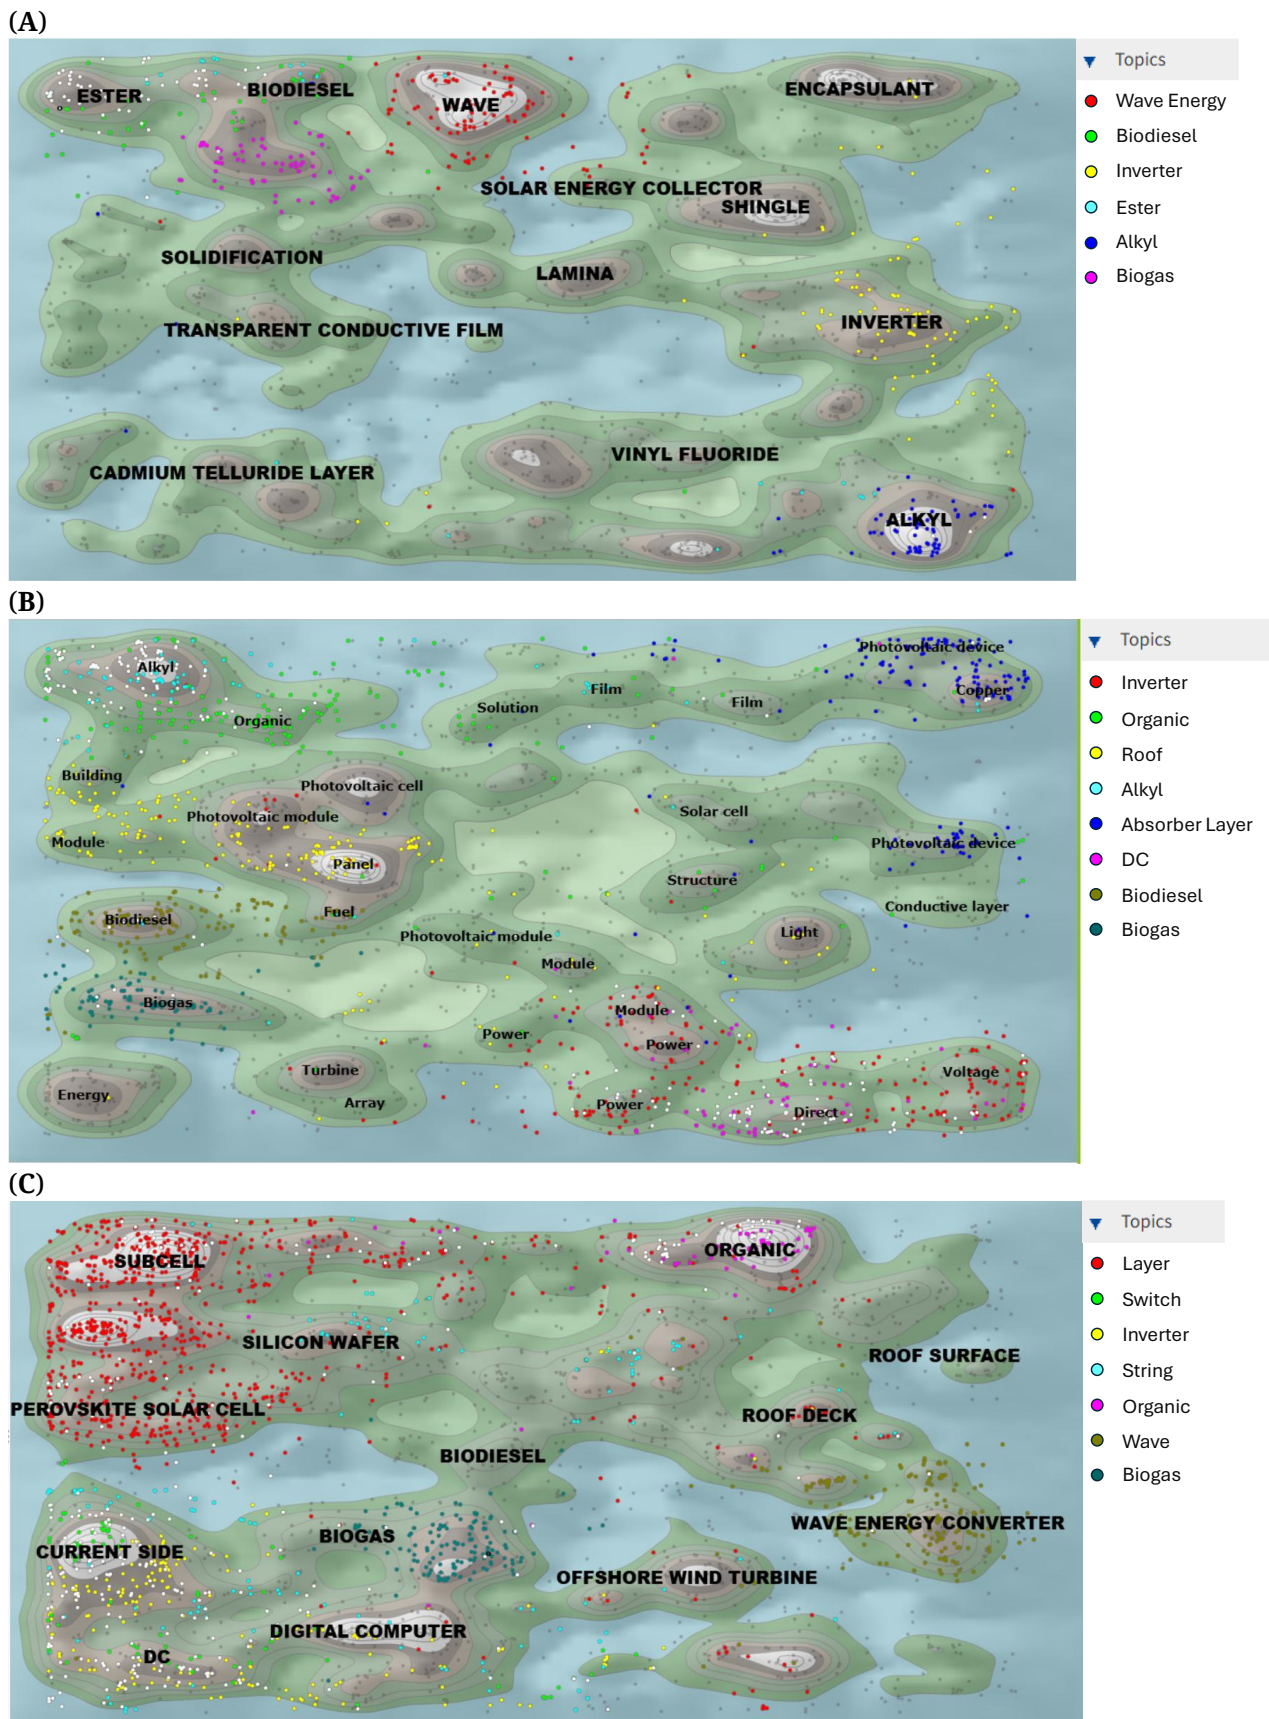 (A)
ESTER
BIODIESEL
WAVE
ENCAPSULANT
SOLAR ENERGY COLLECTOR
SHINGLE
SOLIDIFICATION
LAMINA
TRANSPARENT CONDUCTIVE FILM
INVERTER
CADMIUM TELLURIDE LAYER
VINYL FLUORIDE
ALKYL
Topics
Wave Energy
Biodiesel
Inverter
Ester
Alkyl
Biogas
(B)
Alkyl
Photovoltaic device
Film
Copper
Solution
Film
Organic
Building
Photovoltaic cell
Photovoltaic module
Solar cell
Module
Photovoltaic device
Panel
Structure
Fuel
Conductive layer
Biodiesel
Photovoltaic module
Light
Module
Biogas
Module
Power
Power
Turbine
Voltage
Energy
Array
Power
Direct
Topics
Inverter
Organic
Roof
Alkyl
Absorber Layer
DC
Biodiesel
Biogas
(C)
SUBCELL
ORGANIC
SILICON WAFER
ROOF SURFACE
PEROVSKITE SOLAR CELL
ROOF DECK
BIODIESEL
WAVE ENERGY CONVERTER
BIOGAS
CURRENT SIDE
OFFSHORE WIND TURBINE
DIGITAL COMPUTER
DC
Topics
Layer
Switch
Inverter
String
Organic
Wave
Biogas